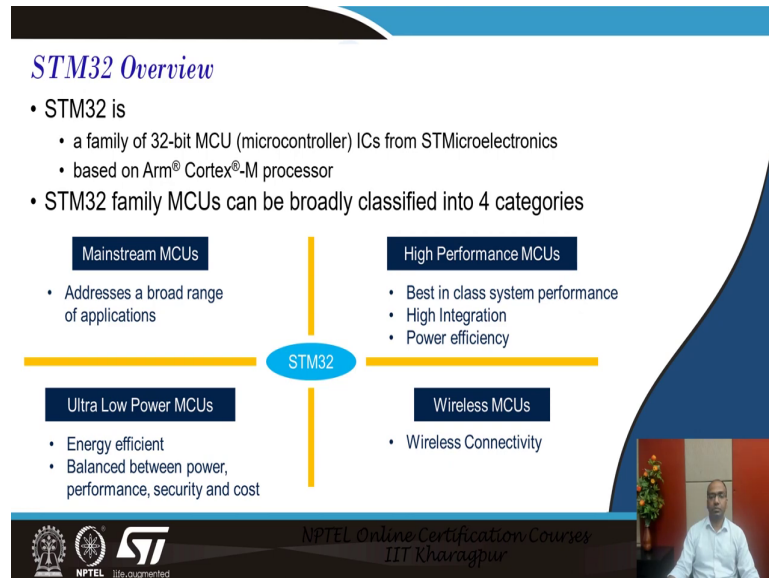 STM32 Overview
• STM32 is
• a family of 32-bit MCU (microcontroller) ICs from STMicroelectronics
• based on Arm® Cortex®-M processor
• STM32 family MCUs can be broadly classified into 4 categories
Mainstream MCUs
• Addresses a broad range
of applications
High Performance MCUs
• Best in class system performance
• High Integration
• Power efficiency
STM32
Ultra Low Power MCUs
• Energy efficient
• Balanced between power,
performance, security and cost
Wireless MCUs
• Wireless Connectivity
NPTEL
ST
life.augmented
NPTEL Online Certification Courses
IIT Kharagpur